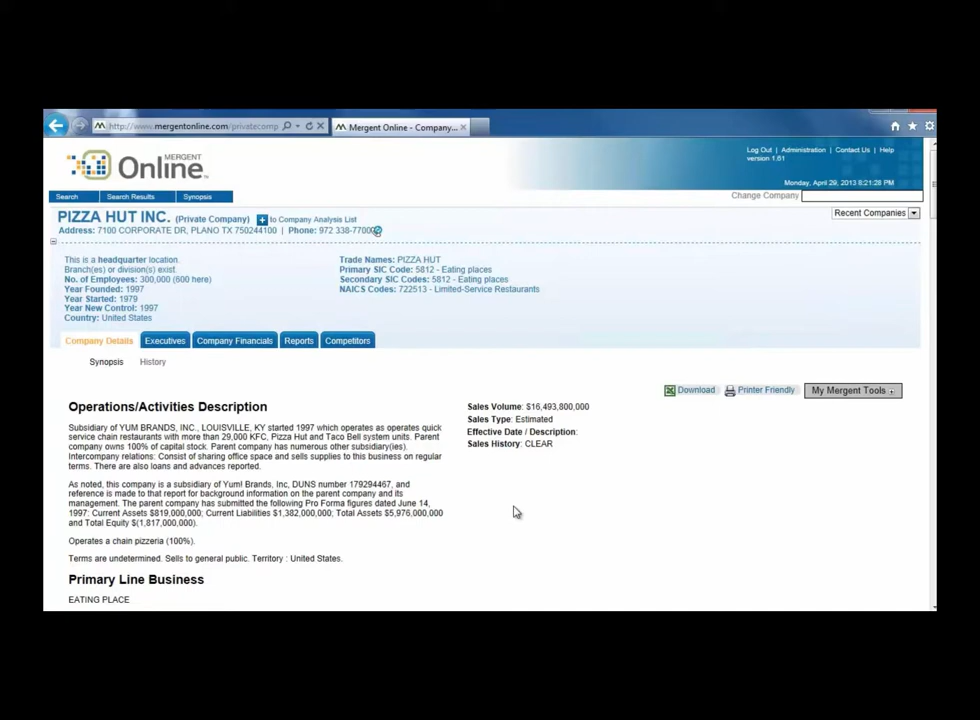 http://www.mergentonline.com/privatecomp
Mergent Online - Company...
MERGENT
Online™
Log Out | Administration | Contact Us | Help
version 1.61
Monday, April 29, 2013 8:21:28 PM
Search Search Results Synopsis
Change Company
PIZZA HUT INC. (Private Company) + to Company Analysis List
Recent Companies
Address: 7100 CORPORATE DR, PLANO TX 750244100 | Phone: 972 338-7700
This is a headquarter location.
Branch(es) or division(s) exist.
No. of Employees: 300,000 (600 here)
Year Founded: 1997
Year Started: 1979
Year New Control: 1997
Country: United States
Trade Names: PIZZA HUT
Primary SIC Code: 5812 - Eating places
Secondary SIC Codes: 5812 - Eating places
NAICS Codes: 722513 - Limited-Service Restaurants
Company Details Executives Company Financials Reports Competitors
Synopsis History
Download Printer Friendly My Mergent Tools +
Operations/Activities Description
Subsidiary of YUM BRANDS, INC., LOUISVILLE, KY started 1997 which operates as operates quick
service chain restaurants with more than 29,000 KFC, Pizza Hut and Taco Bell system units. Parent
company owns 100% of capital stock. Parent company has numerous other subsidiary(ies).
Intercompany relations: Consist of sharing office space and sells supplies to this business on regular
terms. There are also loans and advances reported.
As noted, this company is a subsidiary of Yum! Brands, Inc, DUNS number 179294467, and
reference is made to that report for background information on the parent company and its
management. The parent company has submitted the following Pro Forma figures dated June 14,
1997: Current Assets $819,000,000; Current Liabilities $1,382,000,000; Total Assets $5,976,000,000
and Total Equity $(1,817,000,000).
Operates a chain pizzeria (100%).
Terms are undetermined. Sells to general public. Territory : United States.
Primary Line Business
EATING PLACE
Sales Volume: $16,493,800,000
Sales Type: Estimated
Effective Date / Description:
Sales History: CLEAR